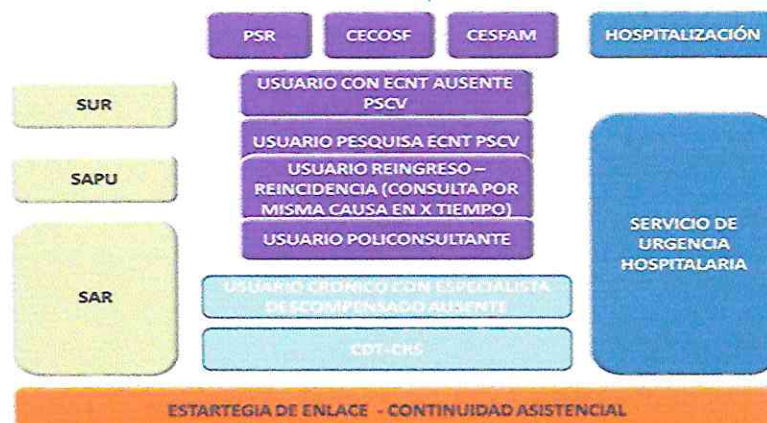 PSR
CECOSF
CESFAM
HOSPITALIZACIÓN
SUR
SAPU
SAR
USUARIO CON ECNT AUSENTE
PSCV
USUARIO PESQUISA ECNT PSCV
USUARIO REINGRESO –
REINCIDENCIA (CONSULTA POR
MISMA CAUSA EN X TIEMPO)
USUARIO POLICONSULTANTE
USUARIO CRONICO CON ESPECIALISTA
DESCOMPENSADO AUSENTE
CDT-CRS
SERVICIO DE
URGENCIA
HOSPITALARIA
ESTARTEGIA DE ENLACE - CONTINUIDAD ASISTENCIAL